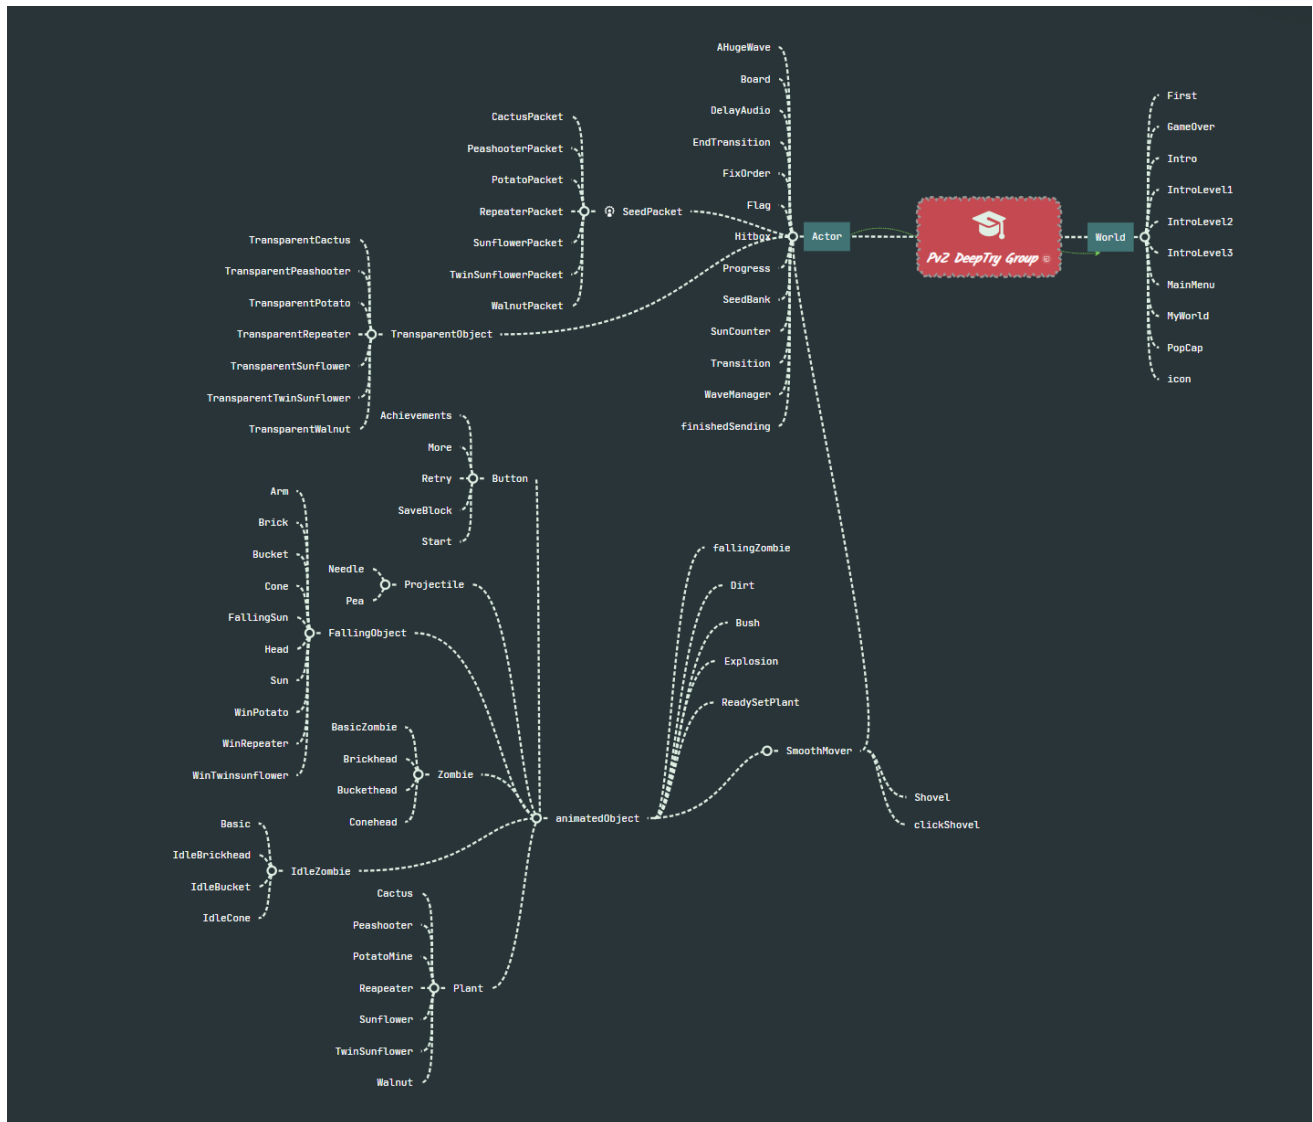 PvZ DeepTry Group ©
World
First
GameOver
Intro
IntroLevel1
IntroLevel2
IntroLevel3
MainMenu
MyWorld
PopCap
icon
Actor
AHugeWave
Board
DelayAudio
EndTransition
FixOrder
Flag
Hitbox
Progress
SeedBank
SunCounter
Transition
WaveManager
finishedSending
SeedPacket
CactusPacket
PeashooterPacket
PotatoPacket
RepeaterPacket
SunflowerPacket
TwinSunflowerPacket
WalnutPacket
TransparentObject
TransparentCactus
TransparentPeashooter
TransparentPotato
TransparentRepeater
TransparentSunflower
TransparentTwinSunflower
TransparentWalnut
SmoothMover
Shovel
clickShovel
animatedObject
fallingZombie
Dirt
Bush
Explosion
ReadySetPlant
Button
Achievements
More
Retry
SaveBlock
Start
Projectile
Needle
Pea
FallingObject
Arm
Brick
Bucket
Cone
FallingSun
Head
Sun
WinPotato
WinRepeater
WinTwinsunflower
Zombie
BasicZombie
Brickhead
Buckethead
Conehead
IdleZombie
Basic
IdleBrickhead
IdleBucket
IdleCone
Plant
Cactus
Peashooter
PotatoMine
Reapeater
Sunflower
TwinSunflower
Walnut